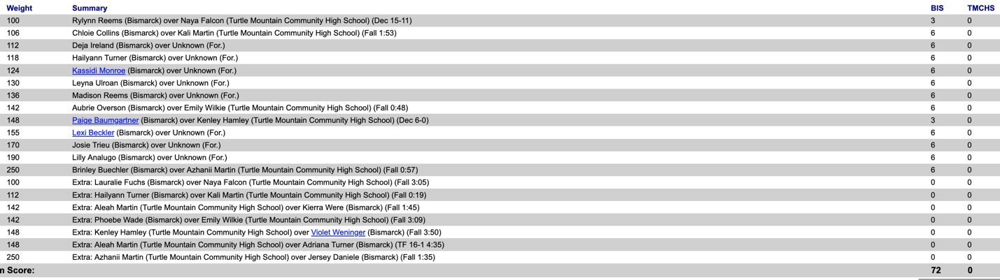 Weight Summary BIS TMCHS
100 Rylynn Reems (Bismarck) over Naya Falcon (Turtle Mountain Community High School) (Dec 15-11) 3 0
106 Chloie Collins (Bismarck) over Kali Martin (Turtle Mountain Community High School) (Fall 1:53) 6 0
112 Deja Ireland (Bismarck) over Unknown (For.) 6 0
118 Hailyann Turner (Bismarck) over Unknown (For.) 6 0
124 Kassidi Monroe (Bismarck) over Unknown (For.) 6 0
130 Leyna Ulroan (Bismarck) over Unknown (For.) 6 0
136 Madison Reems (Bismarck) over Unknown (For.) 6 0
142 Aubrie Overson (Bismarck) over Emily Wilkie (Turtle Mountain Community High School) (Fall 0:48) 6 0
148 Paige Baumgartner (Bismarck) over Kenley Hamley (Turtle Mountain Community High School) (Dec 6-0) 3 0
155 Lexi Beckler (Bismarck) over Unknown (For.) 6 0
170 Josie Trieu (Bismarck) over Unknown (For.) 6 0
190 Lilly Analugo (Bismarck) over Unknown (For.) 6 0
250 Brinley Buechler (Bismarck) over Azhanii Martin (Turtle Mountain Community High School) (Fall 0:57) 6 0
100 Extra: Lauralie Fuchs (Bismarck) over Naya Falcon (Turtle Mountain Community High School) (Fall 3:05) 0 0
112 Extra: Hailyann Turner (Bismarck) over Kali Martin (Turtle Mountain Community High School) (Fall 0:19) 0 0
142 Extra: Aleah Martin (Turtle Mountain Community High School) over Kierra Were (Bismarck) (Fall 1:45) 0 0
142 Extra: Phoebe Wade (Bismarck) over Emily Wilkie (Turtle Mountain Community High School) (Fall 3:09) 0 0
148 Extra: Kenley Hamley (Turtle Mountain Community High School) over Violet Weninger (Bismarck) (Fall 3:50) 0 0
148 Extra: Aleah Martin (Turtle Mountain Community High School) over Adriana Turner (Bismarck) (TF 16-1 4:35) 0 0
250 Extra: Azhanii Martin (Turtle Mountain Community High School) over Jersey Daniele (Bismarck) (Fall 1:35) 0 0
Score: 72 0